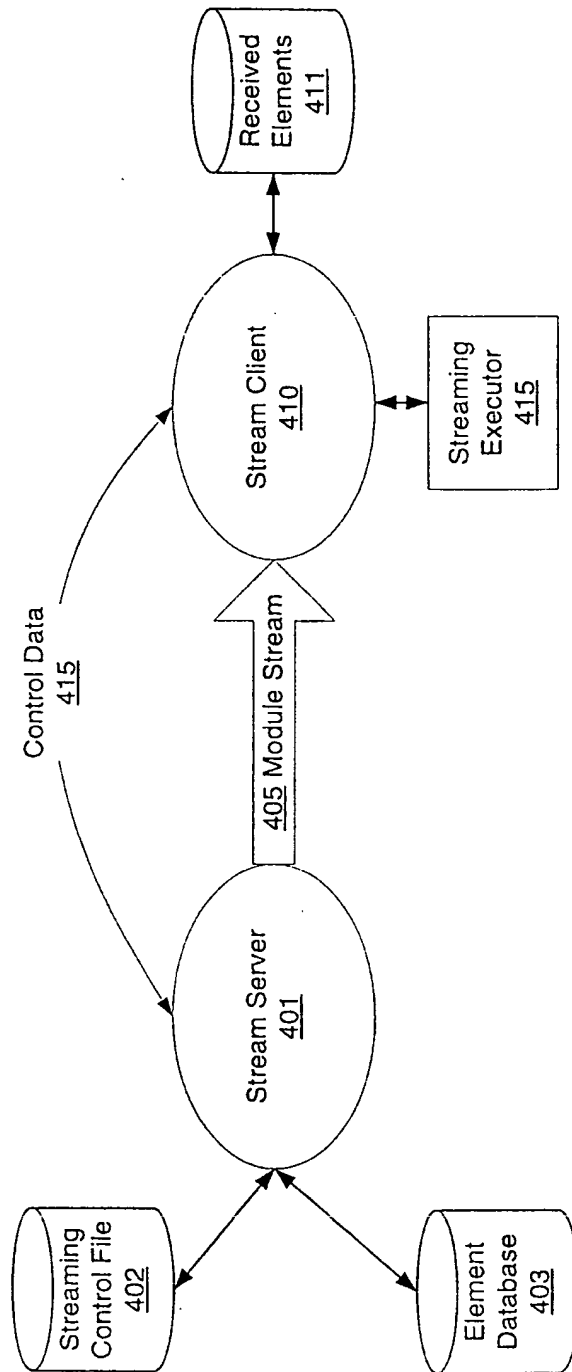 Control Data
415
Streaming
Control File
402
Element
Database
403
Stream Server
401
405 Module Stream
Stream Client
410
Received
Elements
411
Streaming
Executor
415